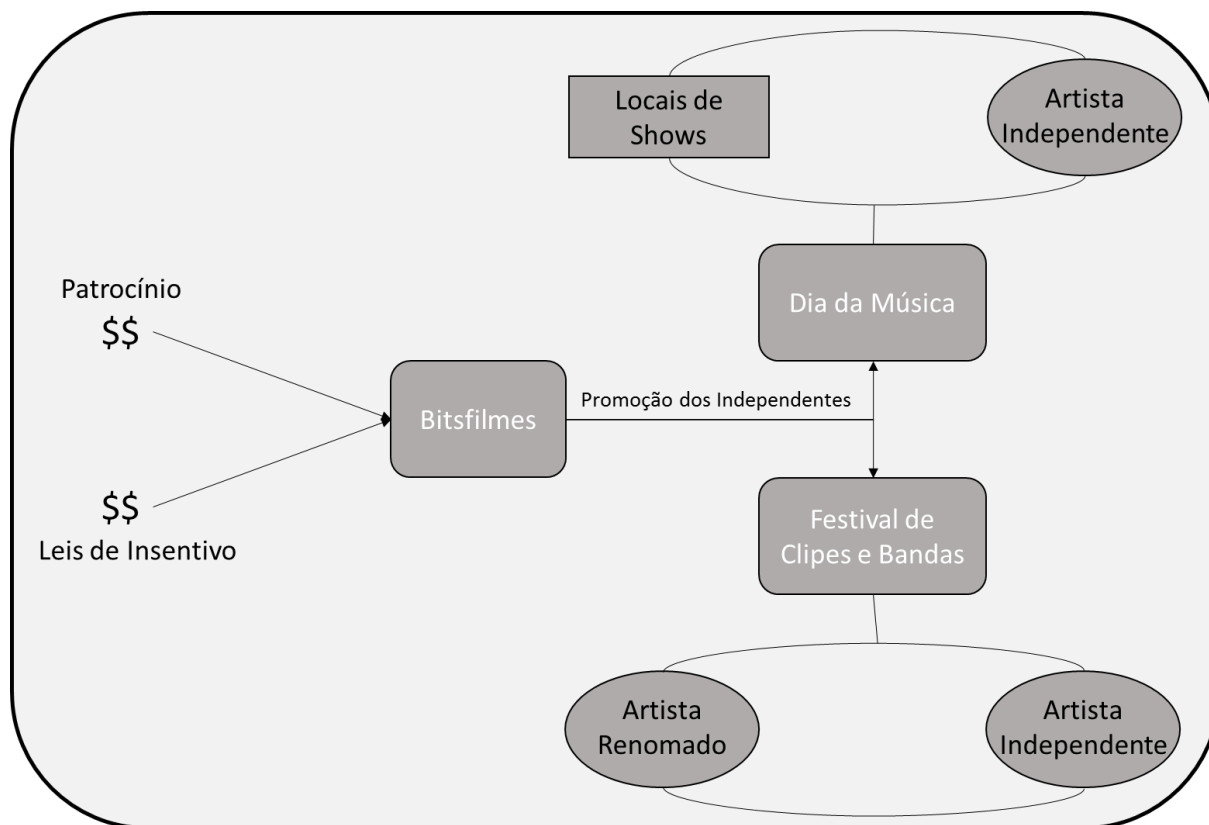 Locais de
Shows
Artista
Independente
Dia da Música
Patrocínio
$$
Bitsfilmes
Promoção dos Independentes
$$
Leis de Insentivo
Festival de
Clipes e Bandas
Artista
Renomado
Artista
Independente